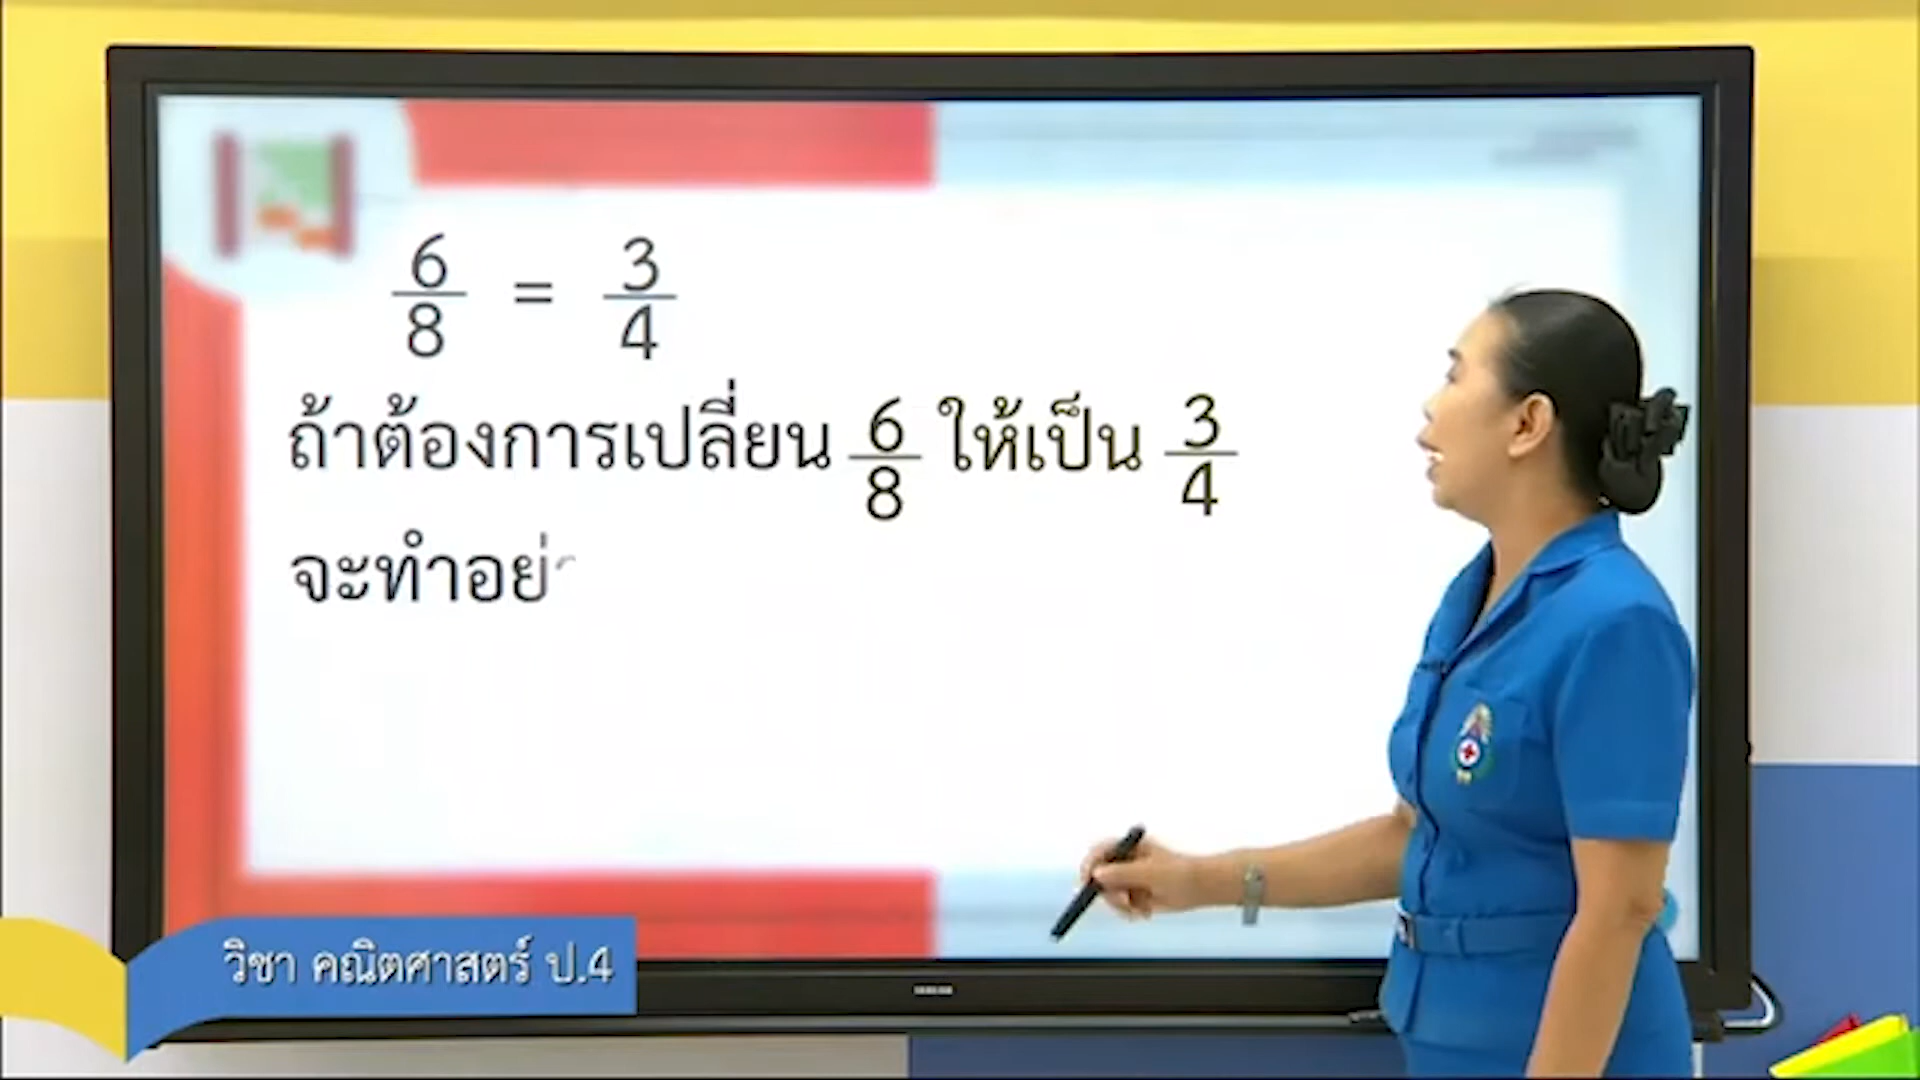 6/8 = 3/4
ถ้าต้องการเปลี่ยน 6/8 ให้เป็น 3/4
จะทำอย่
วิชา คณิตศาสตร์ ป.4